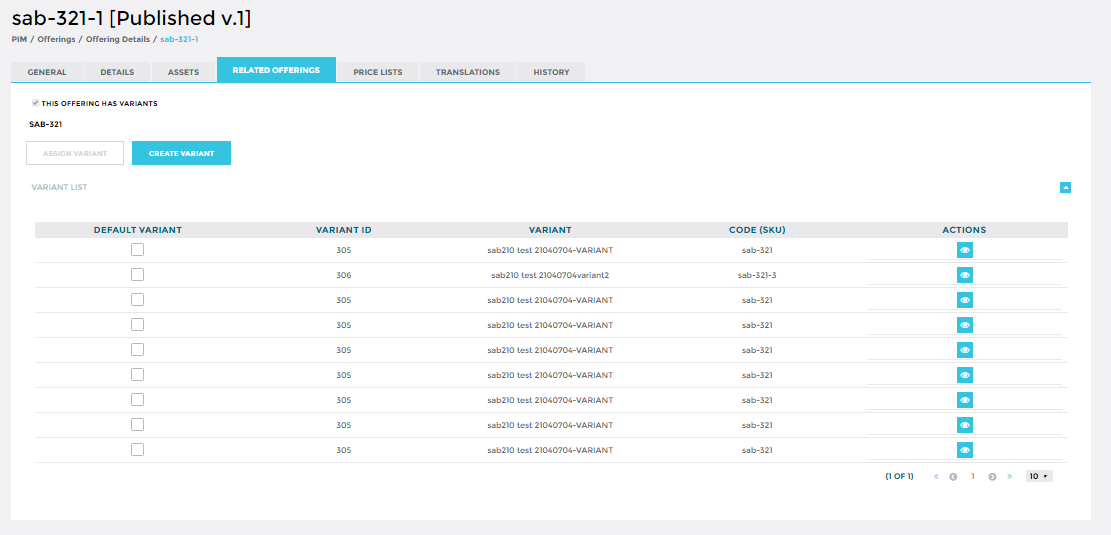 sab-321-1 [Published v.1]
PIM / Offerings / Offering Details / sab-321-1
GENERAL DETAILS ASSETS RELATED OFFERINGS PRICE LISTS TRANSLATIONS HISTORY
THIS OFFERING HAS VARIANTS
SAB-321
ASSIGN VARIANT CREATE VARIANT
VARIANT LIST
DEFAULT VARIANT VARIANT ID VARIANT CODE (SKU) ACTIONS
305 sab210 test 21040704-VARIANT sab-321
306 sab210 test 21040704variant2 sab-321-3
305 sab210 test 21040704-VARIANT sab-321
305 sab210 test 21040704-VARIANT sab-321
305 sab210 test 21040704-VARIANT sab-321
305 sab210 test 21040704-VARIANT sab-321
305 sab210 test 21040704-VARIANT sab-321
305 sab210 test 21040704-VARIANT sab-321
305 sab210 test 21040704-VARIANT sab-321
(1 OF 1) « 1 » 10